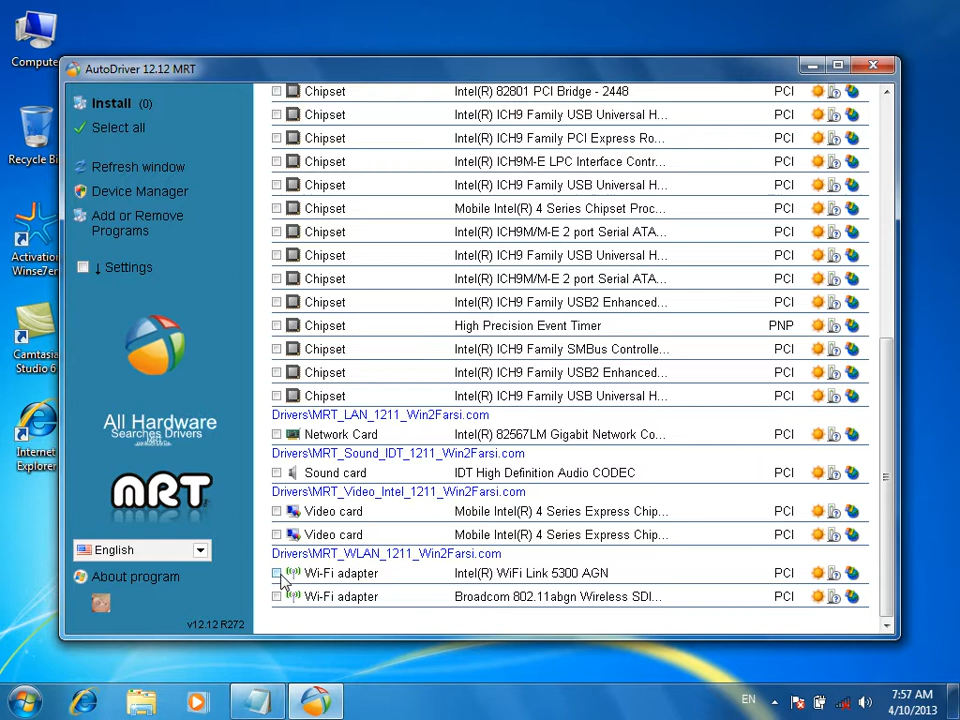 Compute
Recycle Bi
Activation
Winse7en
Camtasia
Studio 6
Internet
Explorer
AutoDriver 12.12 MRT
Install (0)
Select all
Refresh window
Device Manager
Add or Remove
Programs
↓ Settings
All Hardware
Searches Drivers
MRT
English
About program
v12.12 R272
Chipset Intel(R) 82801 PCI Bridge - 2448 PCI
Chipset Intel(R) ICH9 Family USB Universal H... PCI
Chipset Intel(R) ICH9 Family PCI Express Ro... PCI
Chipset Intel(R) ICH9M-E LPC Interface Contr... PCI
Chipset Intel(R) ICH9 Family USB Universal H... PCI
Chipset Mobile Intel(R) 4 Series Chipset Proc... PCI
Chipset Intel(R) ICH9M/M-E 2 port Serial ATA... PCI
Chipset Intel(R) ICH9 Family USB Universal H... PCI
Chipset Intel(R) ICH9M/M-E 2 port Serial ATA... PCI
Chipset Intel(R) ICH9 Family USB2 Enhanced... PCI
Chipset High Precision Event Timer PNP
Chipset Intel(R) ICH9 Family SMBus Controlle... PCI
Chipset Intel(R) ICH9 Family USB2 Enhanced... PCI
Chipset Intel(R) ICH9 Family USB Universal H... PCI
Drivers\MRT_LAN_1211_Win2Farsi.com
Network Card Intel(R) 82567LM Gigabit Network Co... PCI
Drivers\MRT_Sound_IDT_1211_Win2Farsi.com
Sound card IDT High Definition Audio CODEC PCI
Drivers\MRT_Video_Intel_1211_Win2Farsi.com
Video card Mobile Intel(R) 4 Series Express Chip... PCI
Video card Mobile Intel(R) 4 Series Express Chip... PCI
Drivers\MRT_WLAN_1211_Win2Farsi.com
Wi-Fi adapter Intel(R) WiFi Link 5300 AGN PCI
Wi-Fi adapter Broadcom 802.11abgn Wireless SDI... PCI
EN
7:57 AM
4/10/2013